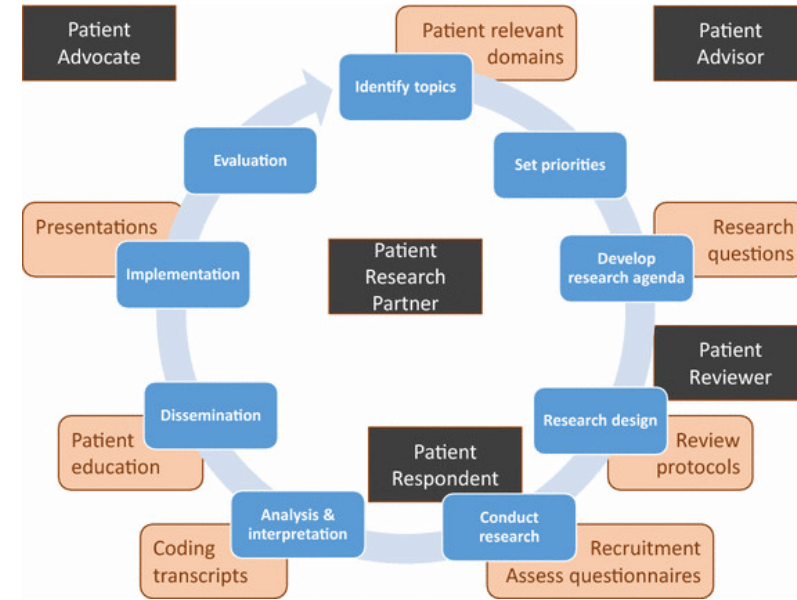 Patient
Advocate
Patient relevant
domains
Patient
Advisor
Identify topics
Evaluation
Set priorities
Presentations
Implementation
Patient
Research
Partner
Develop
research agenda
Research
questions
Patient
Reviewer
Dissemination
Patient
education
Research design
Review
protocols
Patient
Respondent
Analysis &
interpretation
Coding
transcripts
Conduct
research
Recruitment
Assess questionnaires